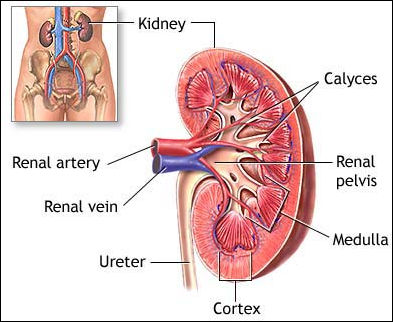 Kidney
Calyces
Renal artery
Renal
pelvis
Renal vein
Medulla
Ureter
Cortex